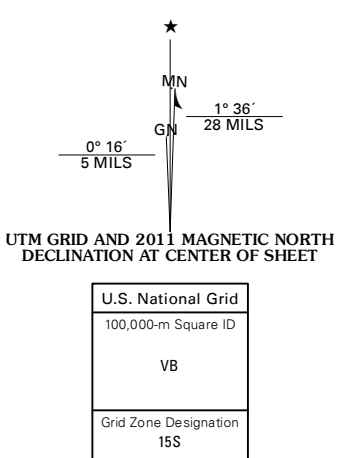 ★
MN
1° 36´
28 MILS
GN
0° 16´
5 MILS
UTM GRID AND 2011 MAGNETIC NORTH
DECLINATION AT CENTER OF SHEET
U.S. National Grid
100,000-m Square ID
VB
Grid Zone Designation
15S